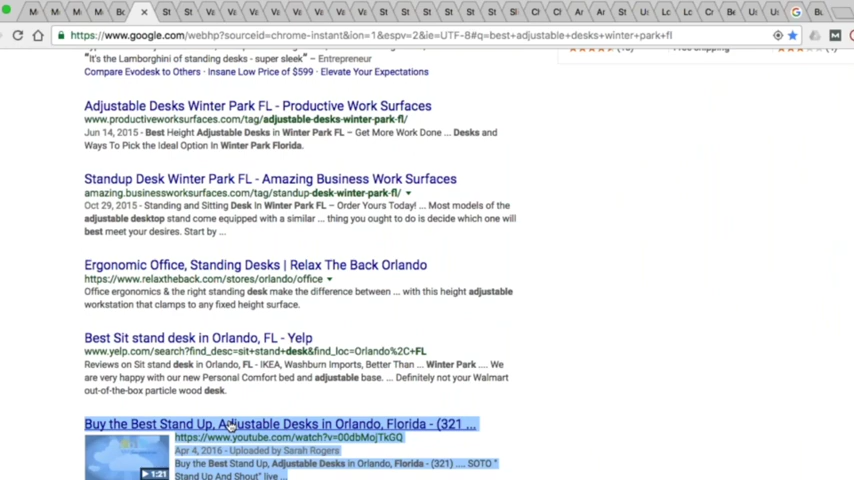 https://www.google.com/webhp?sourceid=chrome-instant&ion=1&espv=2&ie=UTF-8#q=best+adjustable+desks+winter+park+fl
"It's the Lamborghini of standing desks - super sleek" – Entrepreneur
Compare Evodesk to Others · Insane Low Price of $599 · Elevate Your Expectations
Adjustable Desks Winter Park FL - Productive Work Surfaces
www.productiveworksurfaces.com/tag/adjustable-desks-winter-park-fl/
Jun 14, 2015 - Best Height Adjustable Desks in Winter Park FL – Get More Work Done ... Desks and
Ways To Pick the Ideal Option In Winter Park Florida.
Standup Desk Winter Park FL - Amazing Business Work Surfaces
amazing.businessworksurfaces.com/tag/standup-desk-winter-park-fl/
Oct 29, 2015 - Standing and Sitting Desk In Winter Park FL – Order Yours Today! ... Most models of the
adjustable desktop stand come equipped with a similar ... thing you ought to do is decide which one will
best meet your desires. Start by ...
Ergonomic Office, Standing Desks | Relax The Back Orlando
https://www.relaxtheback.com/stores/orlando/office
Office ergonomics & the right standing desk make the difference between ... with this height adjustable
workstation that clamps to any fixed height surface.
Best Sit stand desk in Orlando, FL - Yelp
www.yelp.com/search?find_desc=sit+stand+desk&find_loc=Orlando%2C+FL
Reviews on Sit stand desk in Orlando, FL - IKEA, Washburn Imports, Better Than ... Winter Park .... We
are very happy with our new Personal Comfort bed and adjustable base. ... Definitely not your Walmart
out-of-the-box particle wood desk.
Buy the Best Stand Up, Adjustable Desks in Orlando, Florida - (321 ...
https://www.youtube.com/watch?v=00dbMojTkGQ
Apr 4, 2016 - Uploaded by Sarah Rogers
Buy the Best Stand Up, Adjustable Desks in Orlando, Florida - (321) .... SOTO "
Stand Up And Shout" live ...
1:21